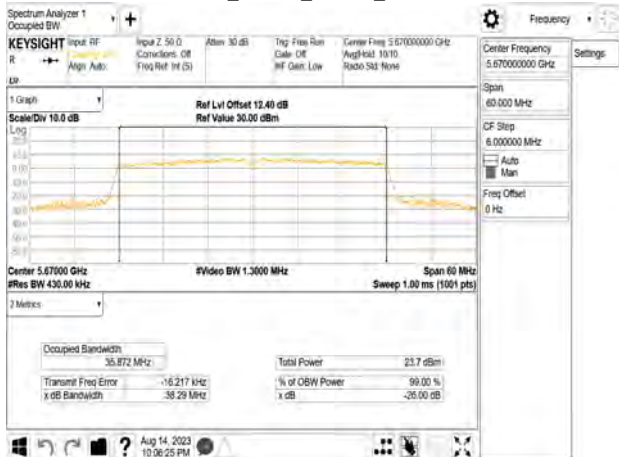 Spectrum Analyzer 1
Occupied BW
Frequency
KEYSIGHT
R
Input: RF
Align: Auto
Input Z: 50 Ω
Corrections: Off
Freq Ref: Int (S)
Atten: 30 dB
Trig: Free Run
Gate: Off
#IF Gain: Low
Center Freq: 5.670000000 GHz
Avg|Hold: 10/10
Radio Std: None
1 Graph
Scale/Div 10.0 dB
Ref Lvl Offset 12.40 dB
Ref Value 30.00 dBm
Log
Center 5.67000 GHz
#Res BW 430.00 kHz
#Video BW 1.3000 MHz
Span 60 MHz
Sweep 1.00 ms (1001 pts)
2 Metrics
Occupied Bandwidth
35.872 MHz
Transmit Freq Error
-16.217 kHz
x dB Bandwidth
38.29 MHz
Total Power
23.7 dBm
% of OBW Power
99.00 %
x dB
-26.00 dB
Center Frequency
5.670000000 GHz
Span
60.000 MHz
CF Step
6.000000 MHz
Auto
Man
Freq Offset
0 Hz
Settings
?
Aug 14, 2023
10:06:25 PM